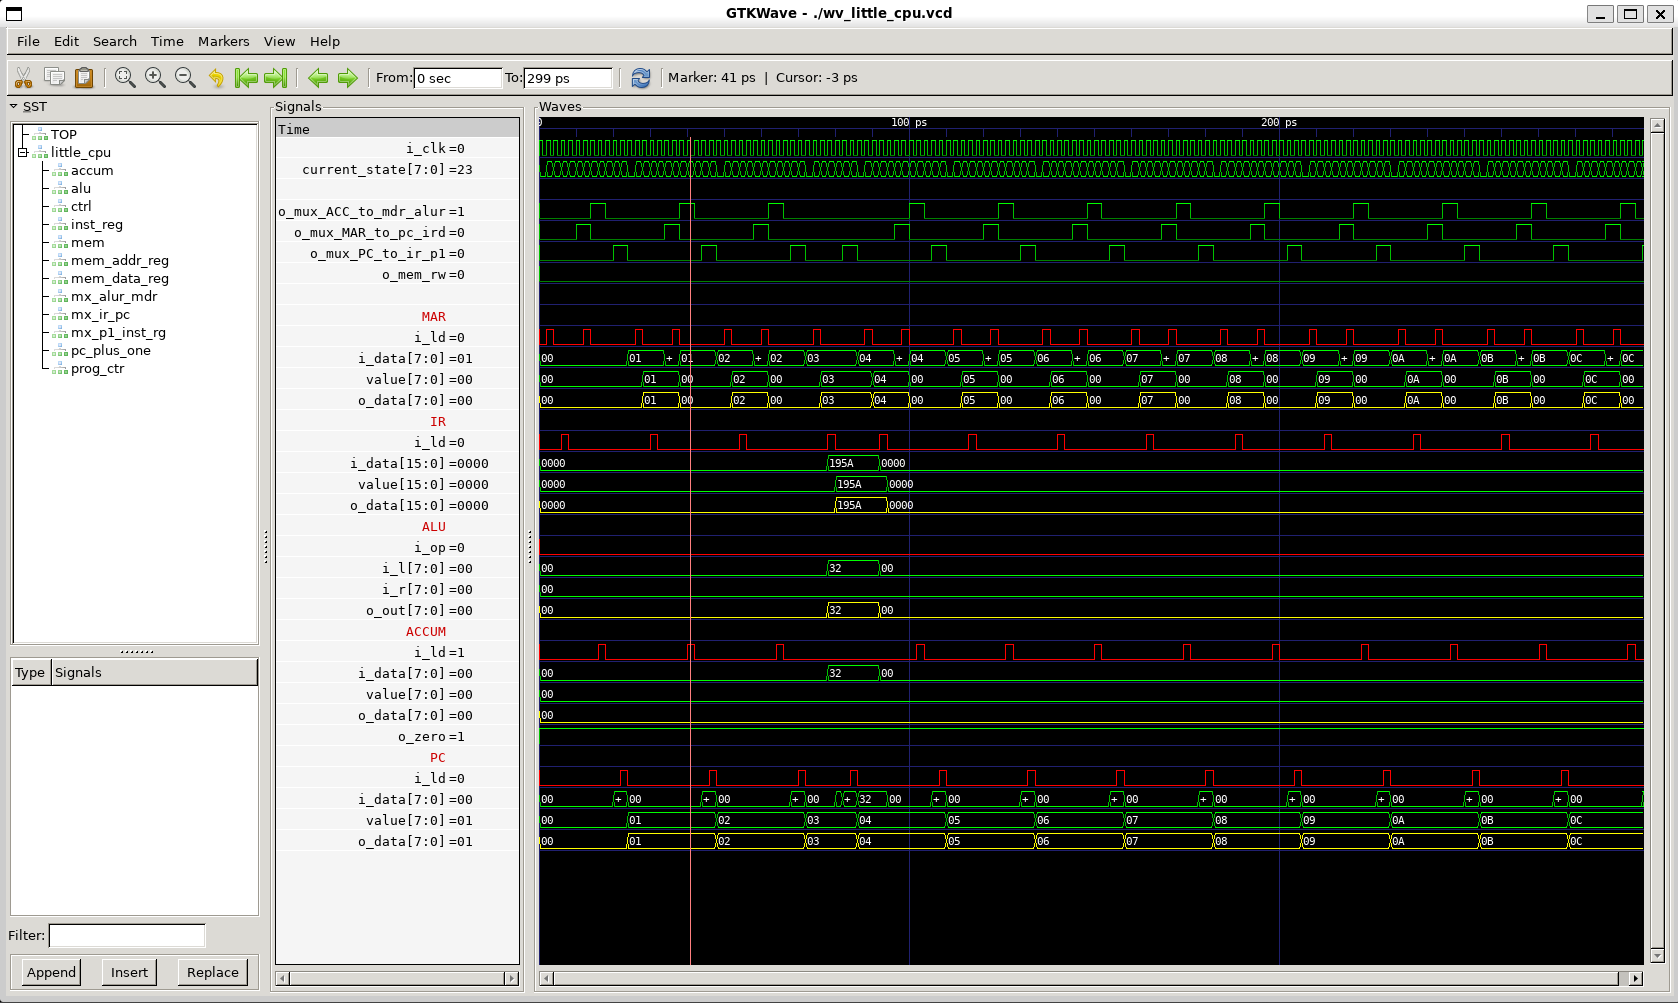 GTKWave - ./wv_little_cpu.vcd
File Edit Search Time Markers View Help
From: 0 sec To: 299 ps Marker: 41 ps | Cursor: -3 ps
SST
TOP
little_cpu
accum
alu
ctrl
inst_reg
mem
mem_addr_reg
mem_data_reg
mx_alur_mdr
mx_ir_pc
mx_p1_inst_rg
pc_plus_one
prog_ctr
Type Signals
Filter:
Append Insert Replace
Signals
Time
i_clk =0
current_state[7:0] =23
o_mux_ACC_to_mdr_alur =1
o_mux_MAR_to_pc_ird =0
o_mux_PC_to_ir_p1 =0
o_mem_rw =0
MAR
i_ld =0
i_data[7:0] =01
value[7:0] =00
o_data[7:0] =00
IR
i_ld =0
i_data[15:0] =0000
value[15:0] =0000
o_data[15:0] =0000
ALU
i_op =0
i_l[7:0] =00
i_r[7:0] =00
o_out[7:0] =00
ACCUM
i_ld =1
i_data[7:0] =00
value[7:0] =00
o_data[7:0] =00
o_zero =1
PC
i_ld =0
i_data[7:0] =00
value[7:0] =01
o_data[7:0] =01
Waves
0 100 ps 200 ps
00 01 + 01 02 + 02 03 04 + 04 05 + 05 06 + 06 07 + 07 08 + 08 09 + 09 0A + 0A 0B + 0B 0C + 0C
00 01 00 02 00 03 04 00 05 00 06 00 07 00 08 00 09 00 0A 00 0B 00 0C 00
00 01 00 02 00 03 04 00 05 00 06 00 07 00 08 00 09 00 0A 00 0B 00 0C 00
0000 195A 0000
0000 195A 0000
0000 195A 0000
00 32 00
00
00 32 00
00 32 00
00
00
00 + 00 + 00 + 00 + 32 00 + 00 + 00 + 00 + 00 + 00 + 00 + 00 + 00
00 01 02 03 04 05 06 07 08 09 0A 0B 0C
00 01 02 03 04 05 06 07 08 09 0A 0B 0C